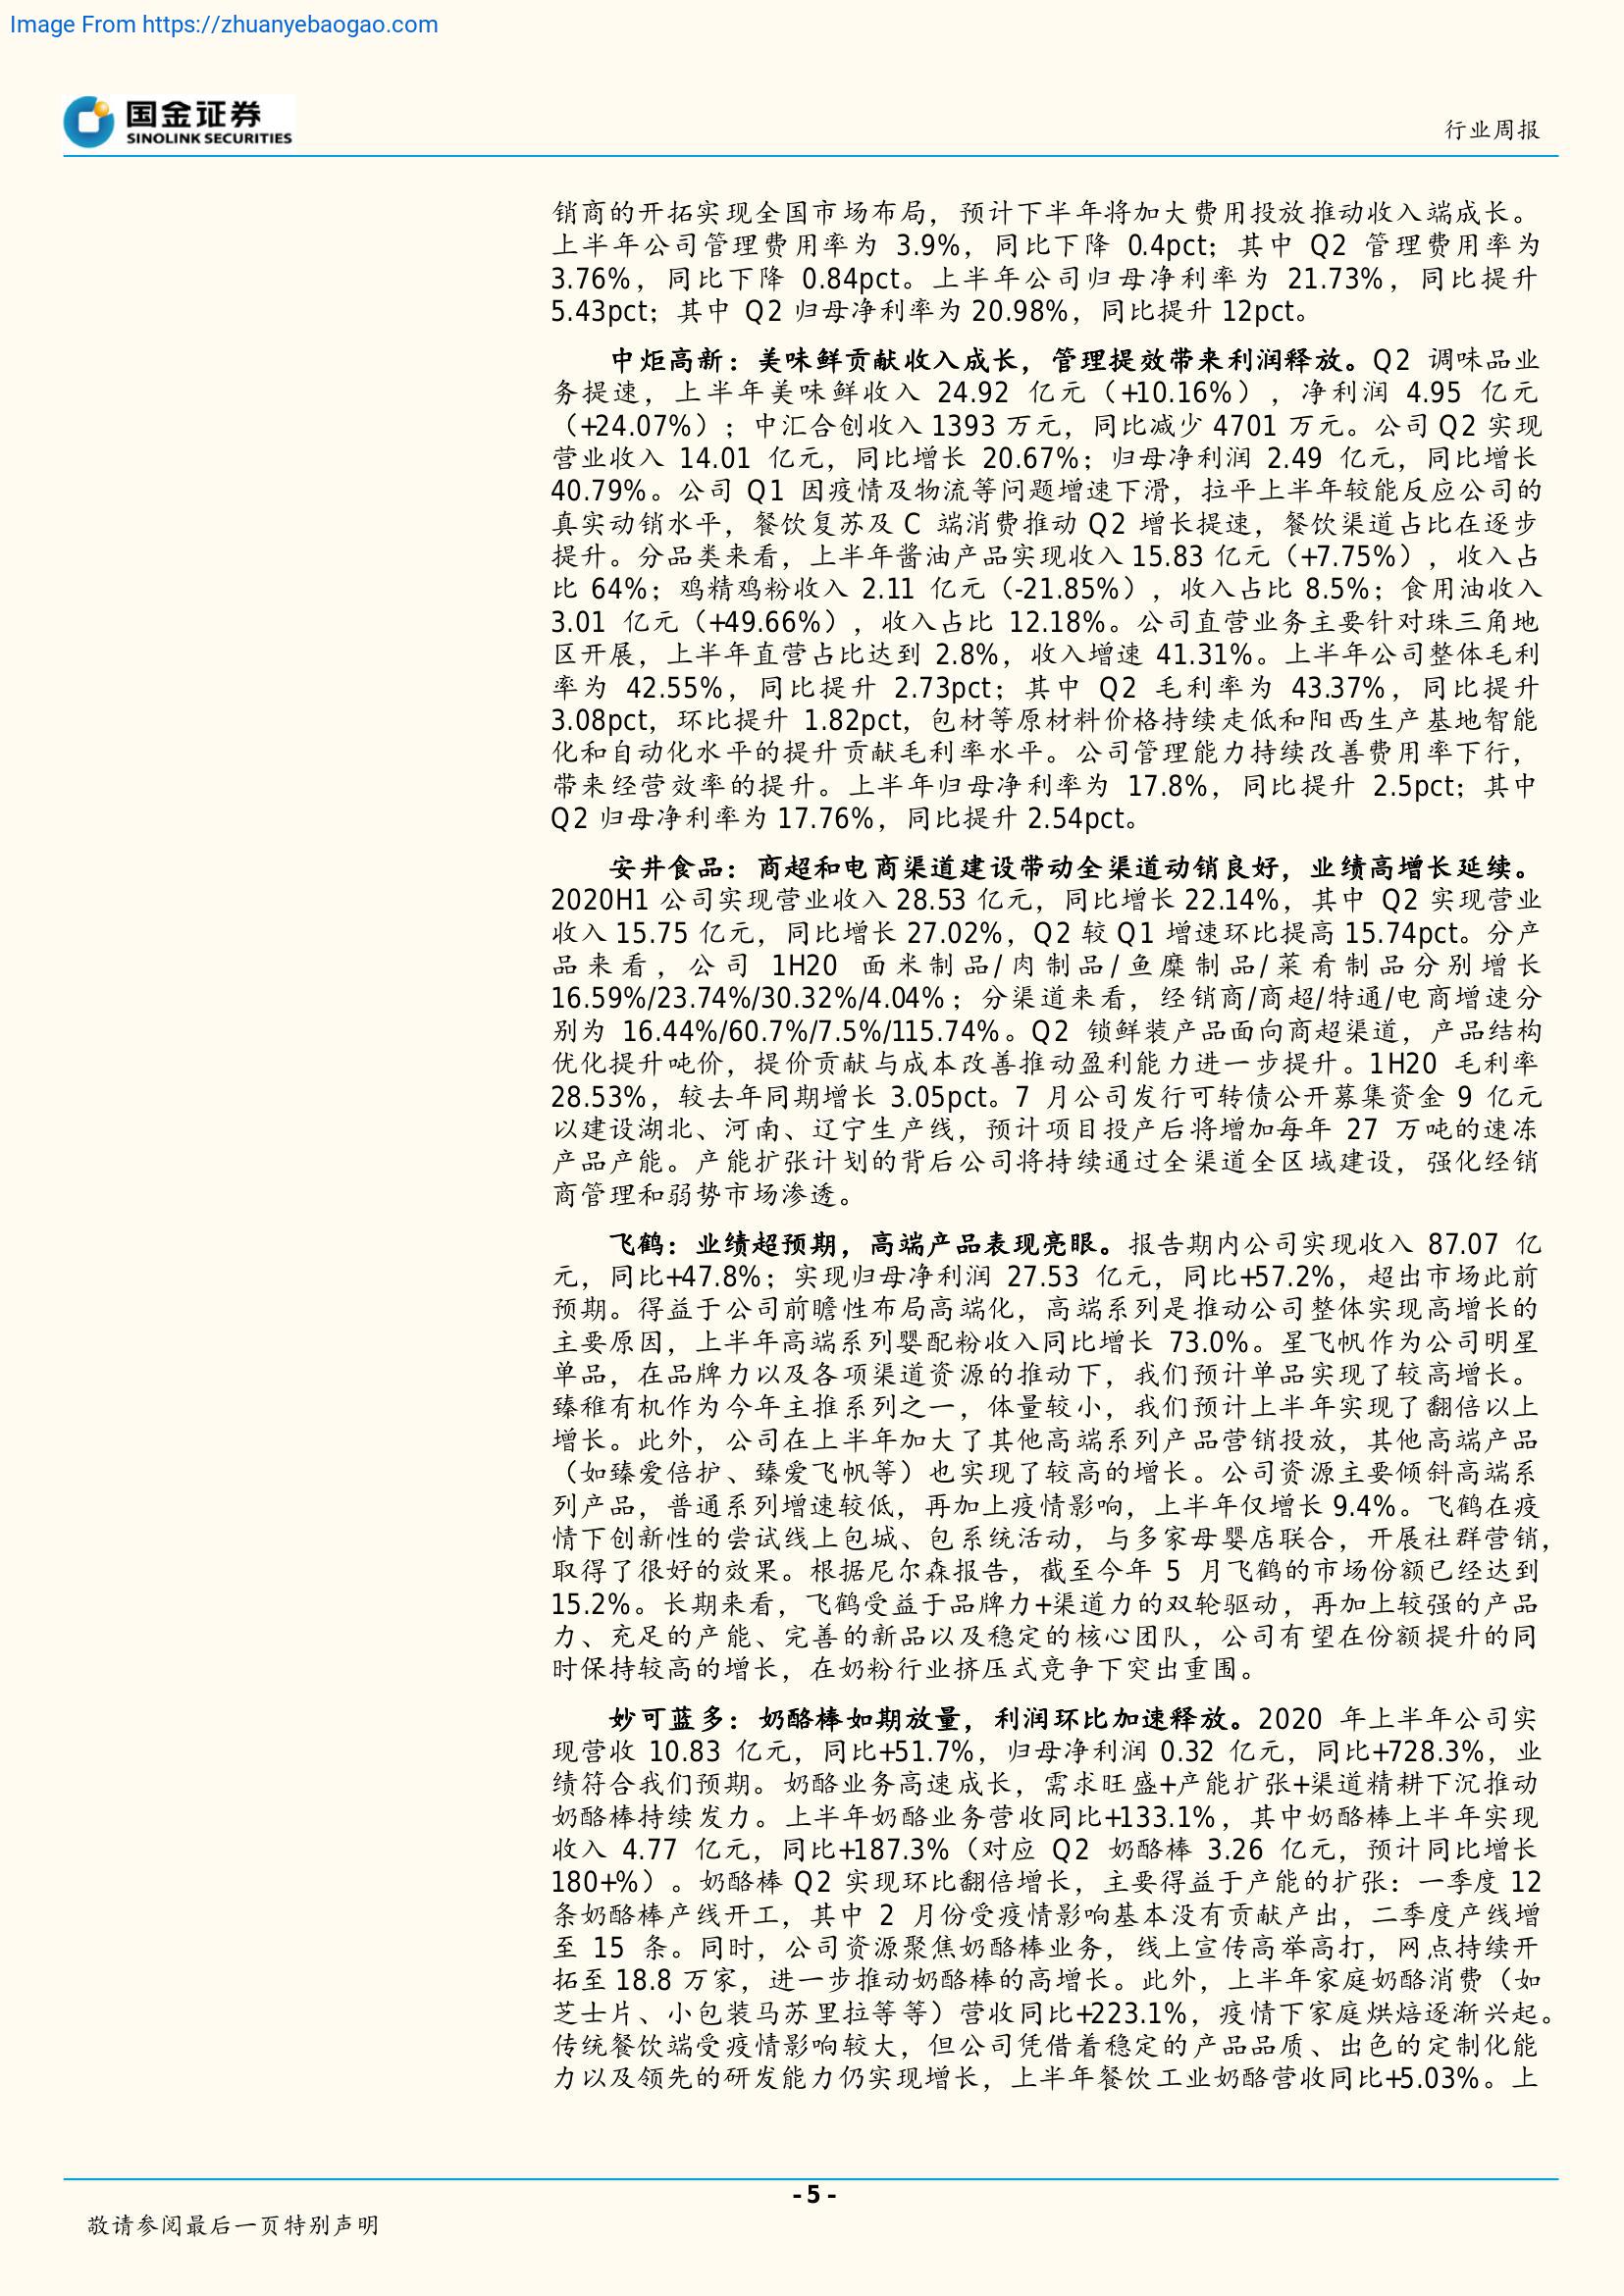 Image From https://zhuanyebaogao.com
国金证券
SINOLINK SECURITIES
行业周报
销商的开拓实现全国市场布局，预计下半年将加大费用投放推动收入端成长。
上半年公司管理费用率为 3.9%，同比下降 0.4pct；其中 Q2 管理费用率为
3.76%，同比下降 0.84pct。上半年公司归母净利率为 21.73%，同比提升
5.43pct；其中 Q2 归母净利率为 20.98%，同比提升 12pct。
中炬高新：美味鲜贡献收入成长，管理提效带来利润释放。Q2 调味品业
务提速，上半年美味鲜收入 24.92 亿元（+10.16%），净利润 4.95 亿元
（+24.07%）；中汇合创收入 1393 万元，同比减少 4701 万元。公司 Q2 实现
营业收入 14.01 亿元，同比增长 20.67%；归母净利润 2.49 亿元，同比增长
40.79%。公司 Q1 因疫情及物流等问题增速下滑，拉平上半年较能反应公司的
真实动销水平，餐饮复苏及 C 端消费推动 Q2 增长提速，餐饮渠道占比在逐步
提升。分品类来看，上半年酱油产品实现收入 15.83 亿元（+7.75%），收入占
比 64%；鸡精鸡粉收入 2.11 亿元（-21.85%），收入占比 8.5%；食用油收入
3.01 亿元（+49.66%），收入占比 12.18%。公司直营业务主要针对珠三角地
区开展，上半年直营占比达到 2.8%，收入增速 41.31%。上半年公司整体毛利
率为 42.55%，同比提升 2.73pct；其中 Q2 毛利率为 43.37%，同比提升
3.08pct，环比提升 1.82pct，包材等原材料价格持续走低和阳西生产基地智能
化和自动化水平的提升贡献毛利率水平。公司管理能力持续改善费用率下行，
带来经营效率的提升。上半年归母净利率为 17.8%，同比提升 2.5pct；其中
Q2 归母净利率为 17.76%，同比提升 2.54pct。
安井食品：商超和电商渠道建设带动全渠道动销良好，业绩高增长延续。
2020H1 公司实现营业收入 28.53 亿元，同比增长 22.14%，其中 Q2 实现营业
收入 15.75 亿元，同比增长 27.02%，Q2 较 Q1 增速环比提高 15.74pct。分产
品来看，公司 1H20 面米制品/肉制品/鱼糜制品/菜肴制品分别增长
16.59%/23.74%/30.32%/4.04%；分渠道来看，经销商/商超/特通/电商增速分
别为 16.44%/60.7%/7.5%/115.74%。Q2 锁鲜装产品面向商超渠道，产品结构
优化提升吨价，提价贡献与成本改善推动盈利能力进一步提升。1H20 毛利率
28.53%，较去年同期增长 3.05pct。7 月公司发行可转债公开募集资金 9 亿元
以建设湖北、河南、辽宁生产线，预计项目投产后将增加每年 27 万吨的速冻
产品产能。产能扩张计划的背后公司将持续通过全渠道全区域建设，强化经销
商管理和弱势市场渗透。
飞鹤：业绩超预期，高端产品表现亮眼。报告期内公司实现收入 87.07 亿
元，同比+47.8%；实现归母净利润 27.53 亿元，同比+57.2%，超出市场此前
预期。得益于公司前瞻性布局高端化，高端系列是推动公司整体实现高增长的
主要原因，上半年高端系列婴配粉收入同比增长 73.0%。星飞帆作为公司明星
单品，在品牌力以及各项渠道资源的推动下，我们预计单品实现了较高增长。
臻稚有机作为今年主推系列之一，体量较小，我们预计上半年实现了翻倍以上
增长。此外，公司在上半年加大了其他高端系列产品营销投放，其他高端产品
（如臻爱倍护、臻爱飞帆等）也实现了较高的增长。公司资源主要倾斜高端系
列产品，普通系列增速较低，再加上疫情影响，上半年仅增长 9.4%。飞鹤在疫
情下创新性的尝试线上包城、包系统活动，与多家母婴店联合，开展社群营销，
取得了很好的效果。根据尼尔森报告，截至今年 5 月飞鹤的市场份额已经达到
15.2%。长期来看，飞鹤受益于品牌力+渠道力的双轮驱动，再加上较强的产品
力、充足的产能、完善的新品以及稳定的核心团队，公司有望在份额提升的同
时保持较高的增长，在奶粉行业挤压式竞争下突出重围。
妙可蓝多：奶酪棒如期放量，利润环比加速释放。2020 年上半年公司实
现营收 10.83 亿元，同比+51.7%，归母净利润 0.32 亿元，同比+728.3%，业
绩符合我们预期。奶酪业务高速成长，需求旺盛+产能扩张+渠道精耕下沉推动
奶酪棒持续发力。上半年奶酪业务营收同比+133.1%，其中奶酪棒上半年实现
收入 4.77 亿元，同比+187.3%（对应 Q2 奶酪棒 3.26 亿元，预计同比增长
180+%）。奶酪棒 Q2 实现环比翻倍增长，主要得益于产能的扩张：一季度 12
条奶酪棒产线开工，其中 2 月份受疫情影响基本没有贡献产出，二季度产线增
至 15 条。同时，公司资源聚焦奶酪棒业务，线上宣传高举高打，网点持续开
拓至 18.8 万家，进一步推动奶酪棒的高增长。此外，上半年家庭奶酪消费（如
芝士片、小包装马苏里拉等等）营收同比+223.1%，疫情下家庭烘焙逐渐兴起。
传统餐饮端受疫情影响较大，但公司凭借着稳定的产品品质、出色的定制化能
力以及领先的研发能力仍实现增长，上半年餐饮工业奶酪营收同比+5.03%。上
- 5 -
敬请参阅最后一页特别声明